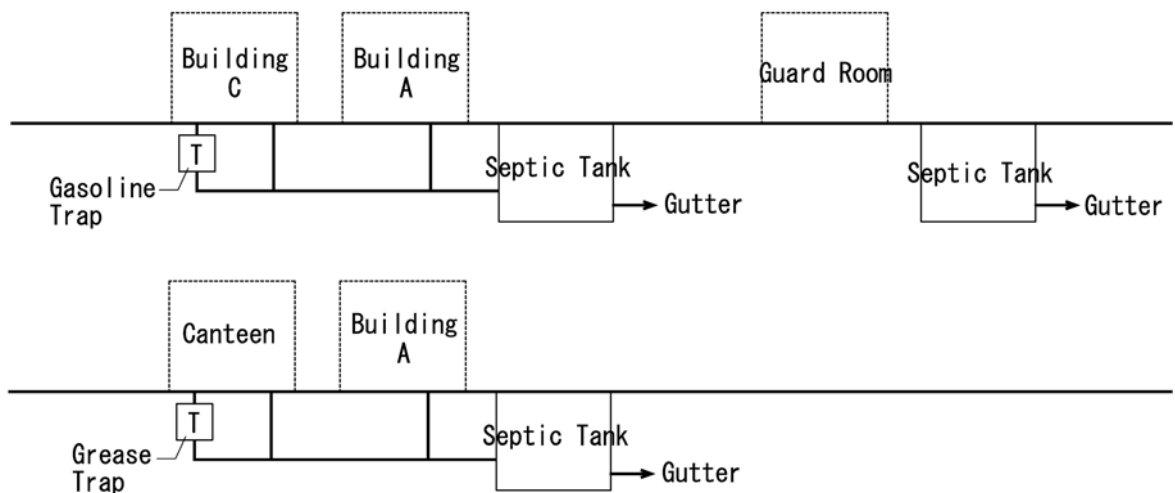 Building
C
Building
A
Guard Room
T
Gasoline
Trap
Septic Tank
Gutter
Septic Tank
Gutter
Canteen
Building
A
T
Grease
Trap
Septic Tank
Gutter